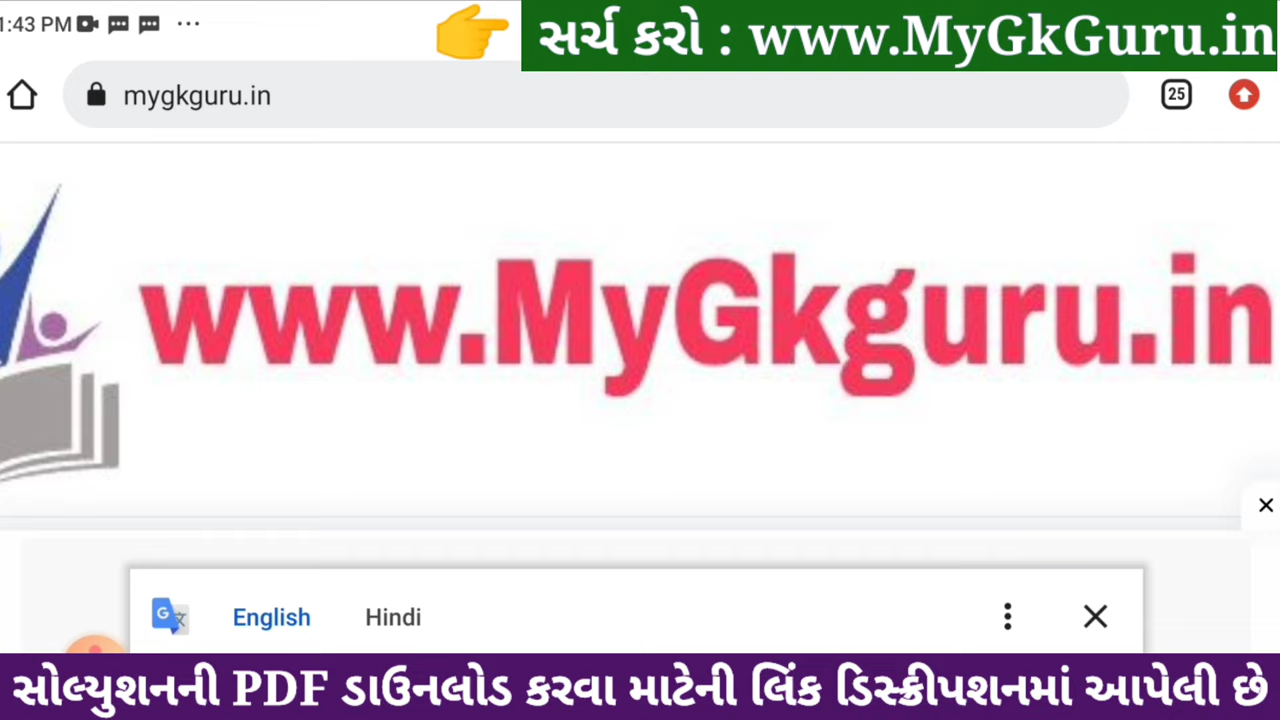 1:43 PM
સર્ચ કરો : www.MyGkGuru.in
mygkguru.in
25
www.MyGkguru.in
English Hindi
સોલ્યુશનની PDF ડાઉનલોડ કરવા માટેની લિંક ડિસ્ક્રીપશનમાં આપેલી છે